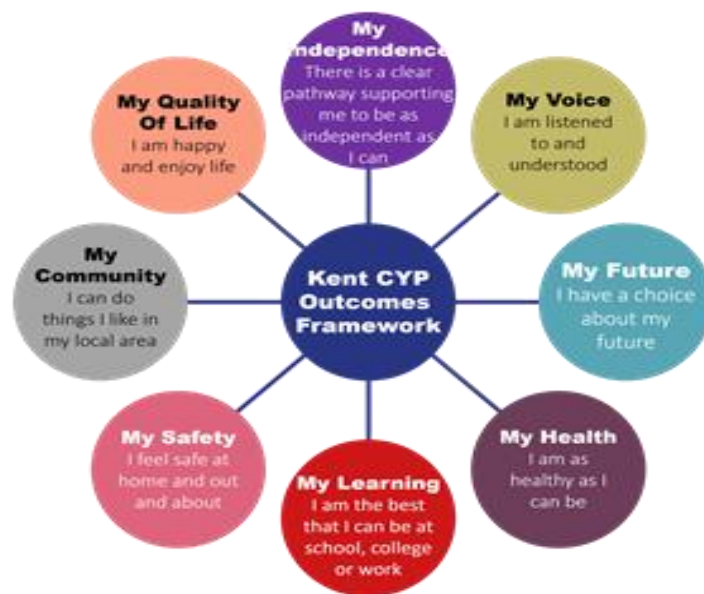 My
Independence
There is a clear
pathway supporting
me to be as
independent as
I can
My Voice
I am listened
to and
understood
My Future
I have a choice
about my
future
My Health
I am as
healthy as I
can be
My Learning
I am the best
that I can be at
school, college
or work
My Safety
I feel safe at
home and out
and about
My
Community
I can do
things I like in
my local area
My Quality
Of Life
I am happy
and enjoy life
Kent CYP
Outcomes
Framework